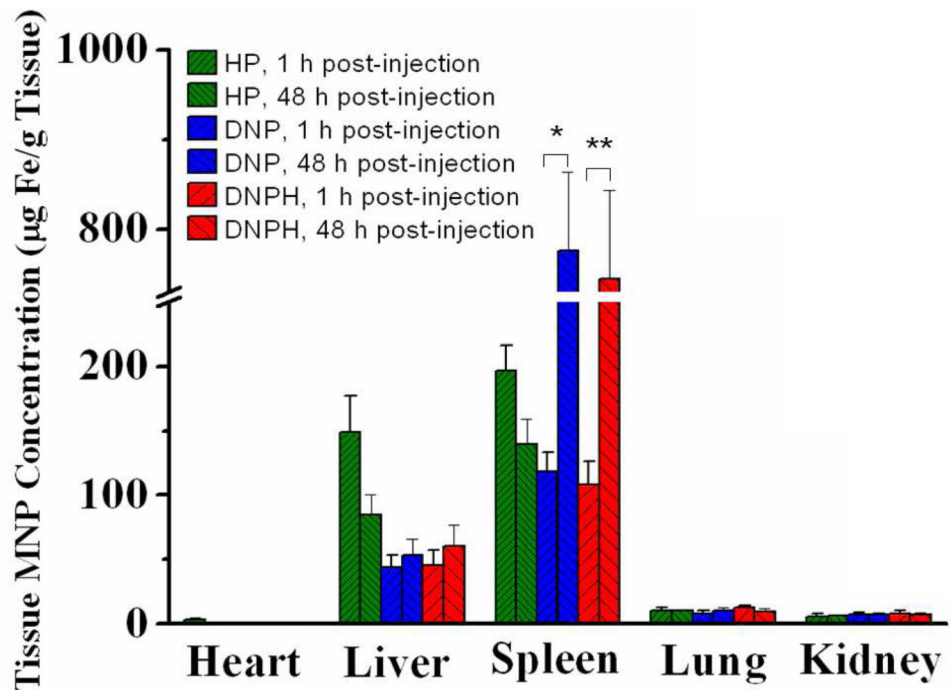 Tissue MNP Concentration (µg Fe/g Tissue)
1000
800
200
100
0
HP, 1 h post-injection
HP, 48 h post-injection
DNP, 1 h post-injection
DNP, 48 h post-injection
DNPH, 1 h post-injection
DNPH, 48 h post-injection
* **
Heart Liver Spleen Lung Kidney